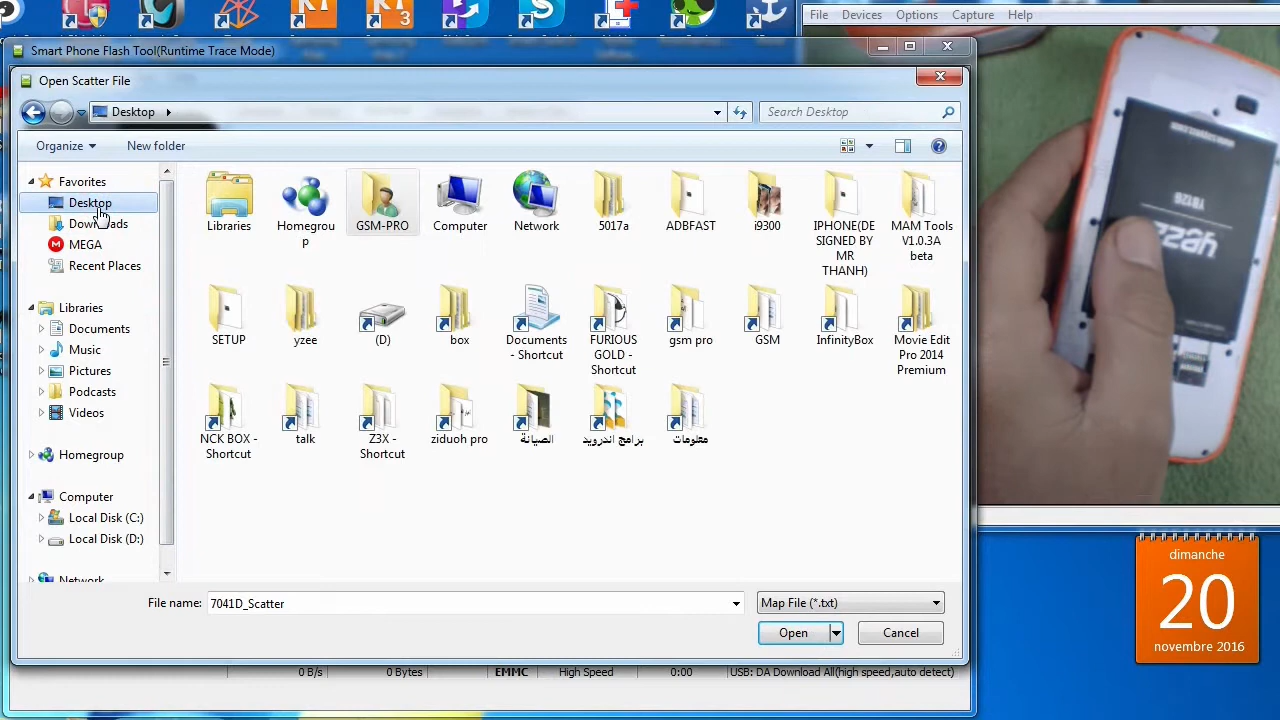 File Devices Options Capture Help
Smart Phone Flash Tool(Runtime Trace Mode)
Open Scatter File
Desktop
Search Desktop
Organize
New folder
Favorites
Desktop
Downloads
MEGA
Recent Places
Libraries
Documents
Music
Pictures
Podcasts
Videos
Homegroup
Computer
Local Disk (C:)
Local Disk (D:)
Network
Libraries
Homegrou
p
GSM-PRO
Computer
Network
5017a
ADBFAST
i9300
IPHONE(DE
SIGNED BY
MR
THANH)
MAM Tools
V1.0.3A
beta
SETUP
yzee
(D)
box
Documents
- Shortcut
FURIOUS
GOLD -
Shortcut
gsm pro
GSM
InfinityBox
Movie Edit
Pro 2014
Premium
NCK BOX -
Shortcut
talk
Z3X -
Shortcut
ziduoh pro
الصيانة
برامج اندرويد
معلومات
File name:
7041D_Scatter
Map File (*.txt)
Open
Cancel
0 B/s
0 Bytes
EMMC
High Speed
0:00
USB: DA Download All(high speed,auto detect)
yezz
dimanche
20
novembre 2016